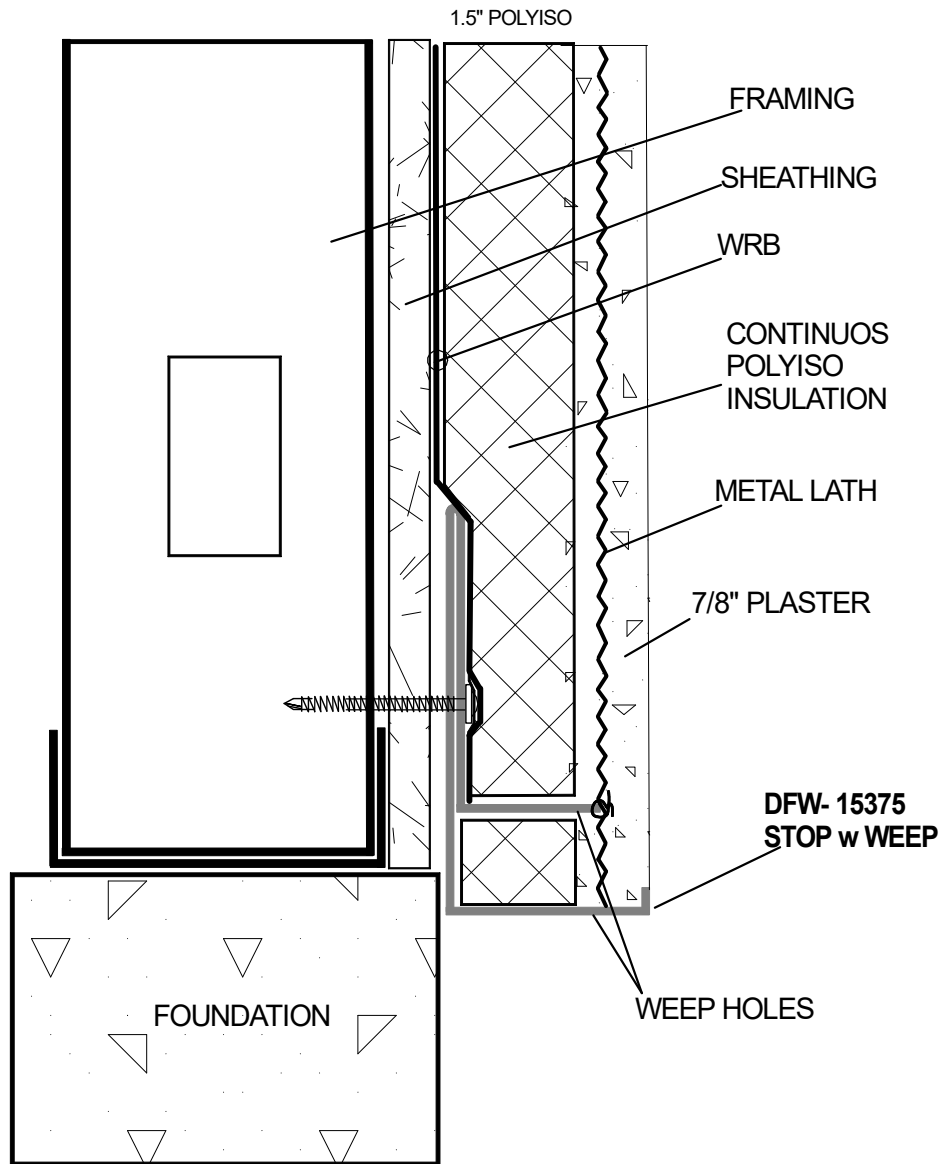 1.5" POLYISO
FRAMING
SHEATHING
WRB
CONTINUOS
POLYISO
INSULATION
METAL LATH
7/8" PLASTER
DFW- 15375
STOP w WEEP
WEEP HOLES
FOUNDATION